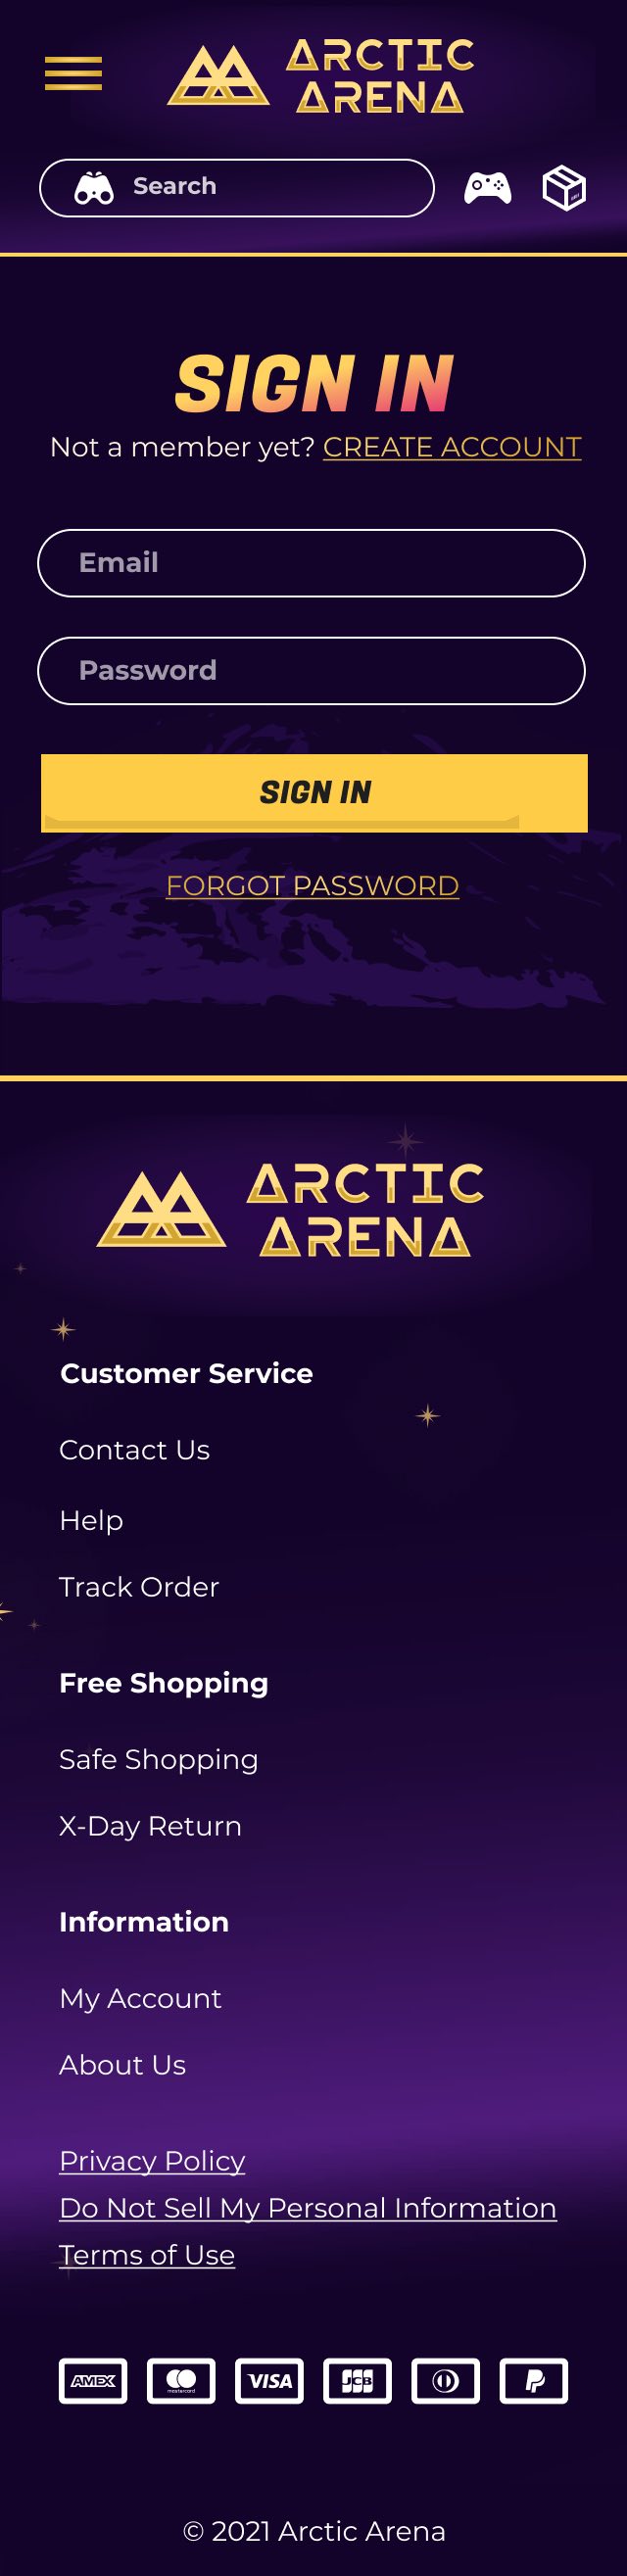 ARCTIC
ARENA
Search
SIGN IN
Not a member yet? CREATE ACCOUNT
Email
Password
SIGN IN
FORGOT PASSWORD
ARCTIC
ARENA
Customer Service
Contact Us
Help
Track Order
Free Shopping
Safe Shopping
X-Day Return
Information
My Account
About Us
Privacy Policy
Do Not Sell My Personal Information
Terms of Use
AMEX mastercard VISA JCB
© 2021 Arctic Arena